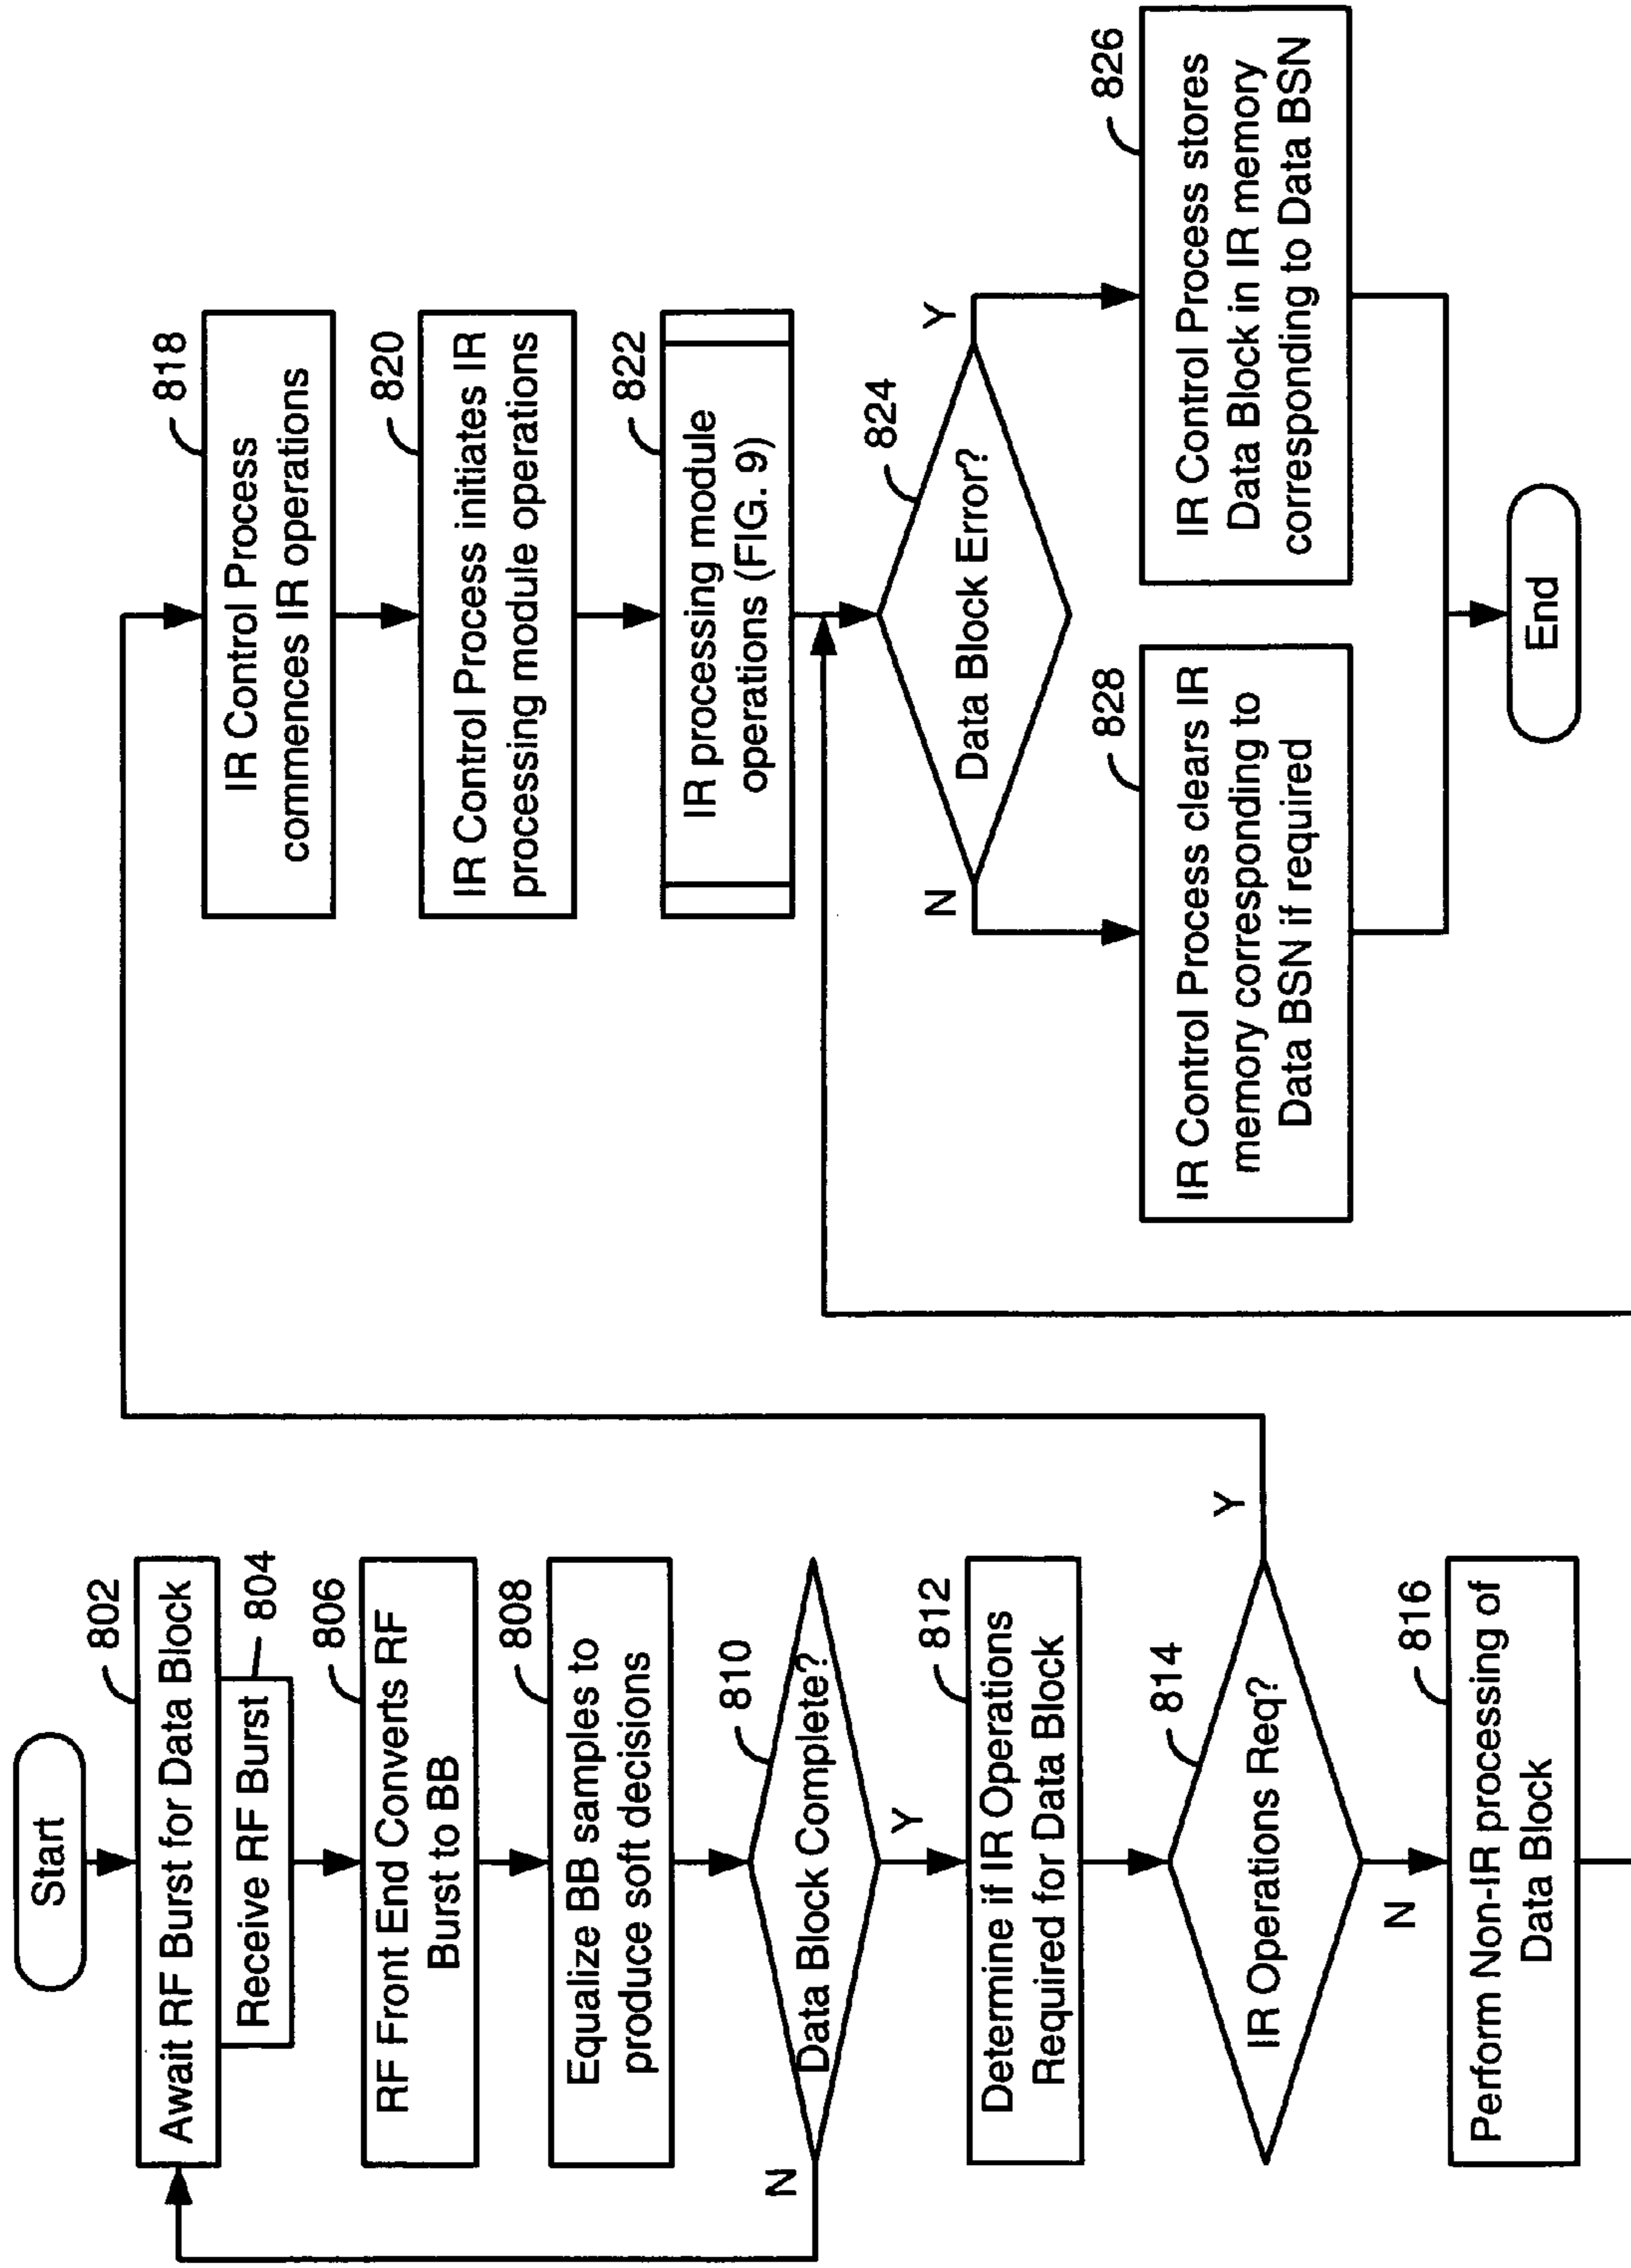 Start
802
Await RF Burst for Data Block
Receive RF Burst
804
806
RF Front End Converts RF
Burst to BB
808
Equalize BB samples to
produce soft decisions
810
Data Block Complete?
N
Y
812
Determine if IR Operations
Required for Data Block
814
IR Operations Req?
Y
N
816
Perform Non-IR processing of
Data Block
818
IR Control Process
commences IR operations
820
IR Control Process initiates IR
processing module operations
822
IR processing module
operations (FIG. 9)
824
Data Block Error?
N
Y
828
IR Control Process clears IR
memory corresponding to
Data BSN if required
826
IR Control Process stores
Data Block in IR memory
corresponding to Data BSN
End